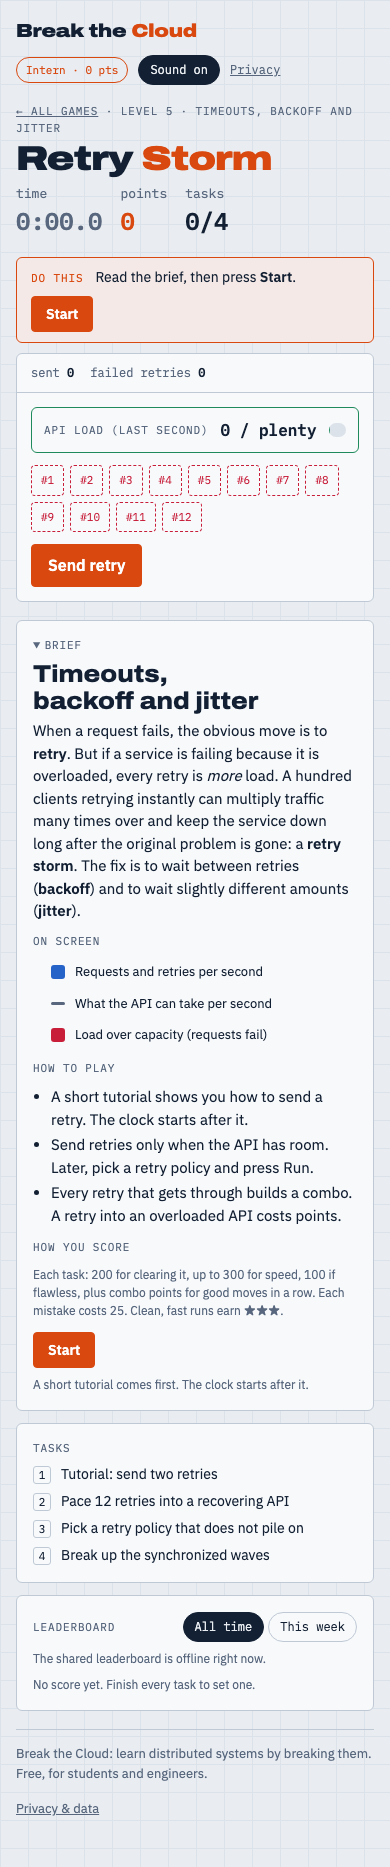 Break the Cloud
Intern · 0 pts
Sound on
Privacy
← ALL GAMES · LEVEL 5 · TIMEOUTS, BACKOFF AND
JITTER
Retry Storm
time points tasks
0:00.0 0 0/4
DO THIS Read the brief, then press Start.
Start
sent 0 failed retries 0
API LOAD (LAST SECOND) 0 / plenty
#1 #2 #3 #4 #5 #6 #7 #8
#9 #10 #11 #12
Send retry
▼ BRIEF
Timeouts,
backoff and jitter
When a request fails, the obvious move is to
retry. But if a service is failing because it is
overloaded, every retry is more load. A hundred
clients retrying instantly can multiply traffic
many times over and keep the service down
long after the original problem is gone: a retry
storm. The fix is to wait between retries
(backoff) and to wait slightly different amounts
(jitter).
ON SCREEN
Requests and retries per second
What the API can take per second
Load over capacity (requests fail)
HOW TO PLAY
• A short tutorial shows you how to send a
retry. The clock starts after it.
• Send retries only when the API has room.
Later, pick a retry policy and press Run.
• Every retry that gets through builds a combo.
A retry into an overloaded API costs points.
HOW YOU SCORE
Each task: 200 for clearing it, up to 300 for speed, 100 if
flawless, plus combo points for good moves in a row. Each
mistake costs 25. Clean, fast runs earn ★★★.
Start
A short tutorial comes first. The clock starts after it.
TASKS
1 Tutorial: send two retries
2 Pace 12 retries into a recovering API
3 Pick a retry policy that does not pile on
4 Break up the synchronized waves
LEADERBOARD
All time
This week
The shared leaderboard is offline right now.
No score yet. Finish every task to set one.
Break the Cloud: learn distributed systems by breaking them.
Free, for students and engineers.
Privacy & data